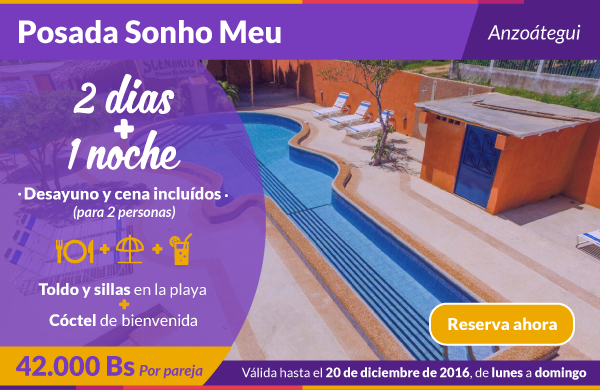 Posada Sonho Meu
Anzoátegui
2 días
+
1 noche
· Desayuno y cena incluídos ·
(para 2 personas)
+ +
Toldo y sillas en la playa
+
Cóctel de bienvenida
Reserva ahora
42.000 Bs Por pareja
Válida hasta el 20 de diciembre de 2016, de lunes a domingo